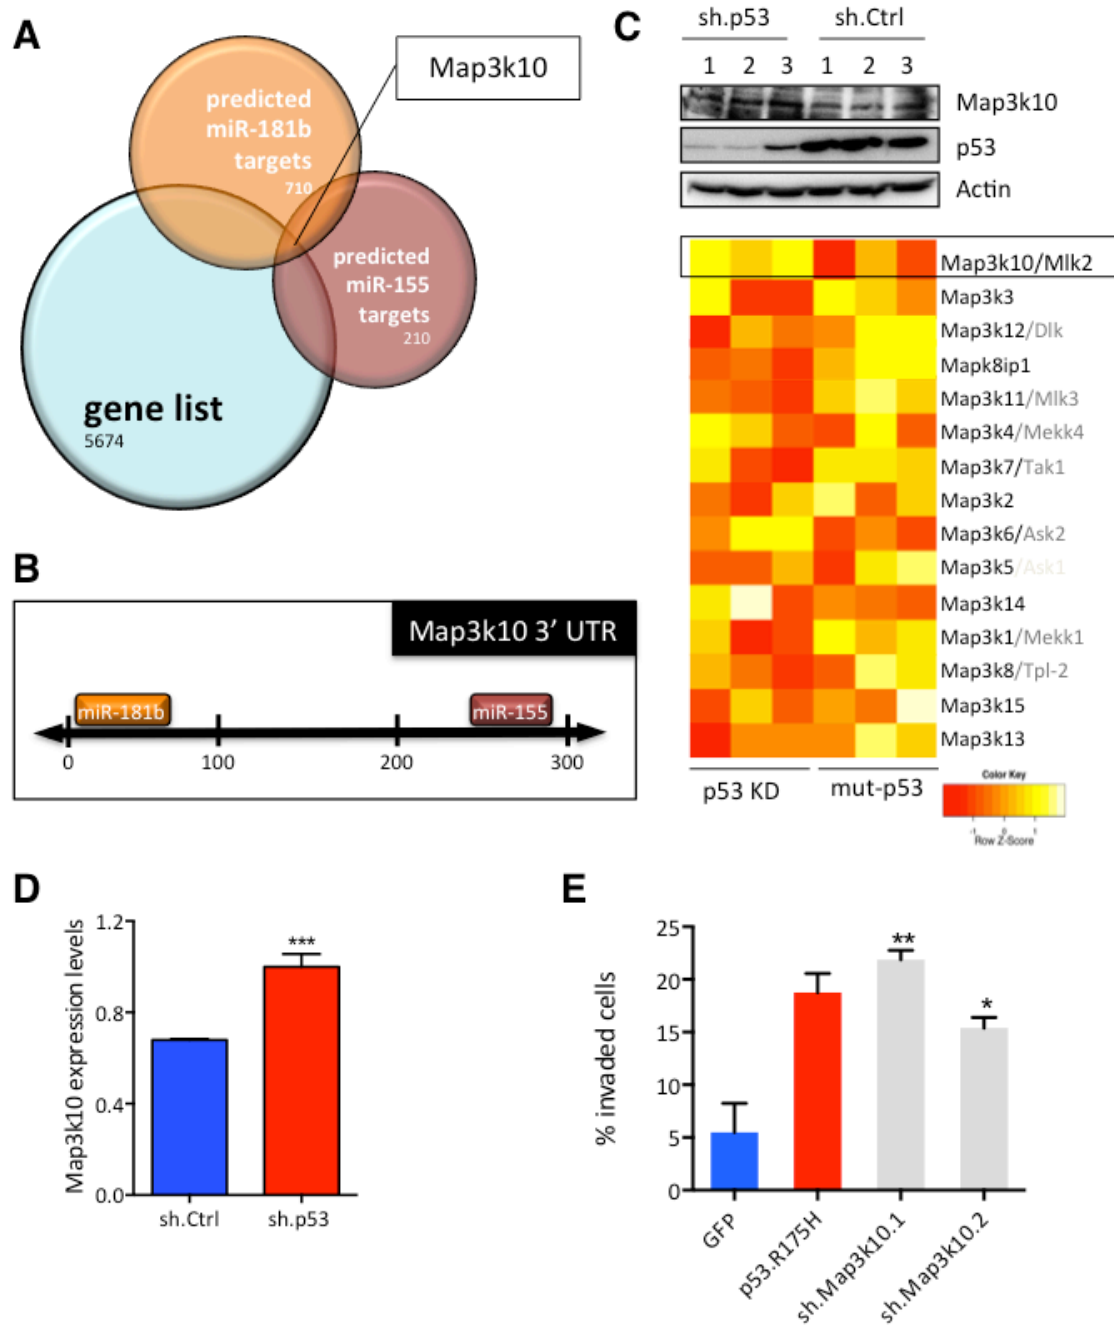 A
predicted
miR-181b
targets
710
Map3k10
predicted
miR-155
targets
210
gene list
5674
B
Map3k10 3’ UTR
miR-181b
miR-155
0 100 200 300
C
sh.p53 sh.Ctrl
1 2 3 1 2 3
Map3k10
p53
Actin
Map3k10/Mlk2
Map3k3
Map3k12/Dlk
Mapk8ip1
Map3k11/Mlk3
Map3k4/Mekk4
Map3k7/Tak1
Map3k2
Map3k6/Ask2
Map3k5/Ask1
Map3k14
Map3k1/Mekk1
Map3k8/Tpl-2
Map3k15
Map3k13
p53 KD mut-p53
Color Key
-1 0 1
Row Z-Score
D
Map3k10 expression levels
1.2
0.8
0.4
0.0
***
sh.Ctrl sh.p53
E
% invaded cells
25
20
15
10
5
0
**
*
GFP
p53.R175H
sh.Map3k10.1
sh.Map3k10.2